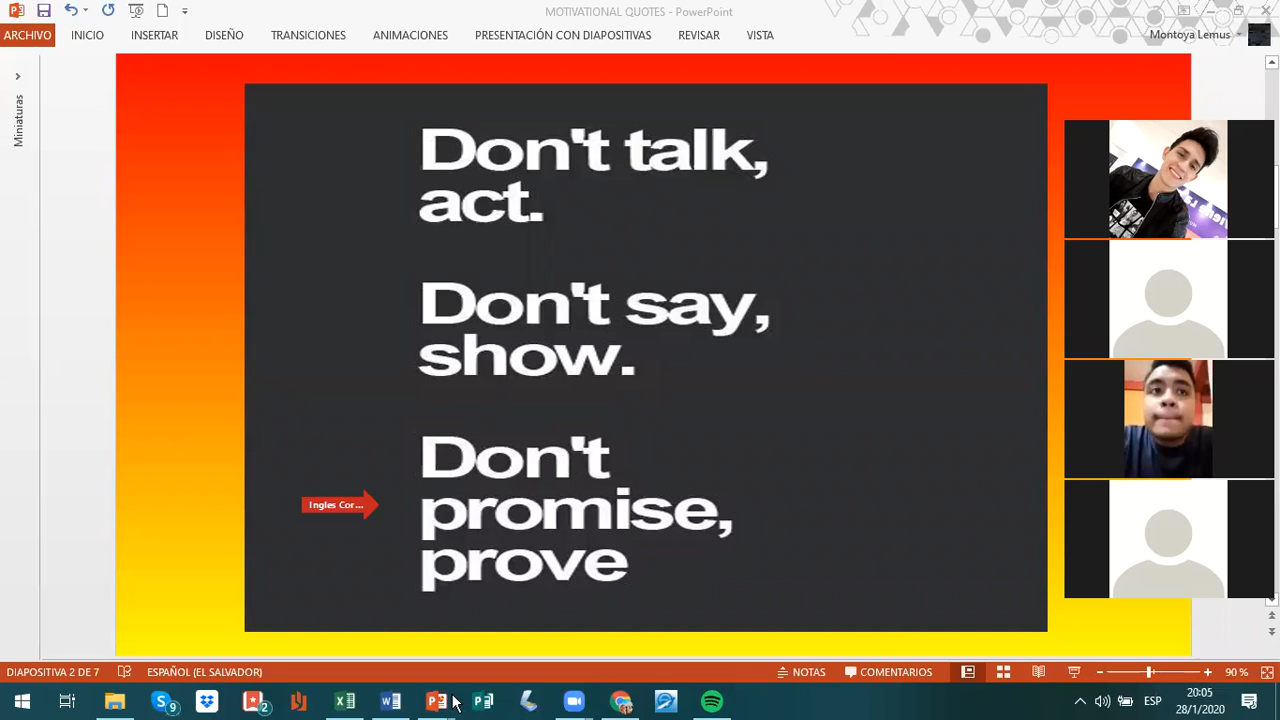 MOTIVATIONAL QUOTES - PowerPoint
ARCHIVO INICIO INSERTAR DISEÑO TRANSICIONES ANIMACIONES PRESENTACIÓN CON DIAPOSITIVAS REVISAR VISTA Montoya Lemus
Miniaturas
Don't talk,
act.
Don't say,
show.
Don't
promise,
prove
Ingles Cor...
DIAPOSITIVA 2 DE 7 ESPAÑOL (EL SALVADOR) NOTAS COMENTARIOS 90 %
9 2 ESP 20:05
28/1/2020